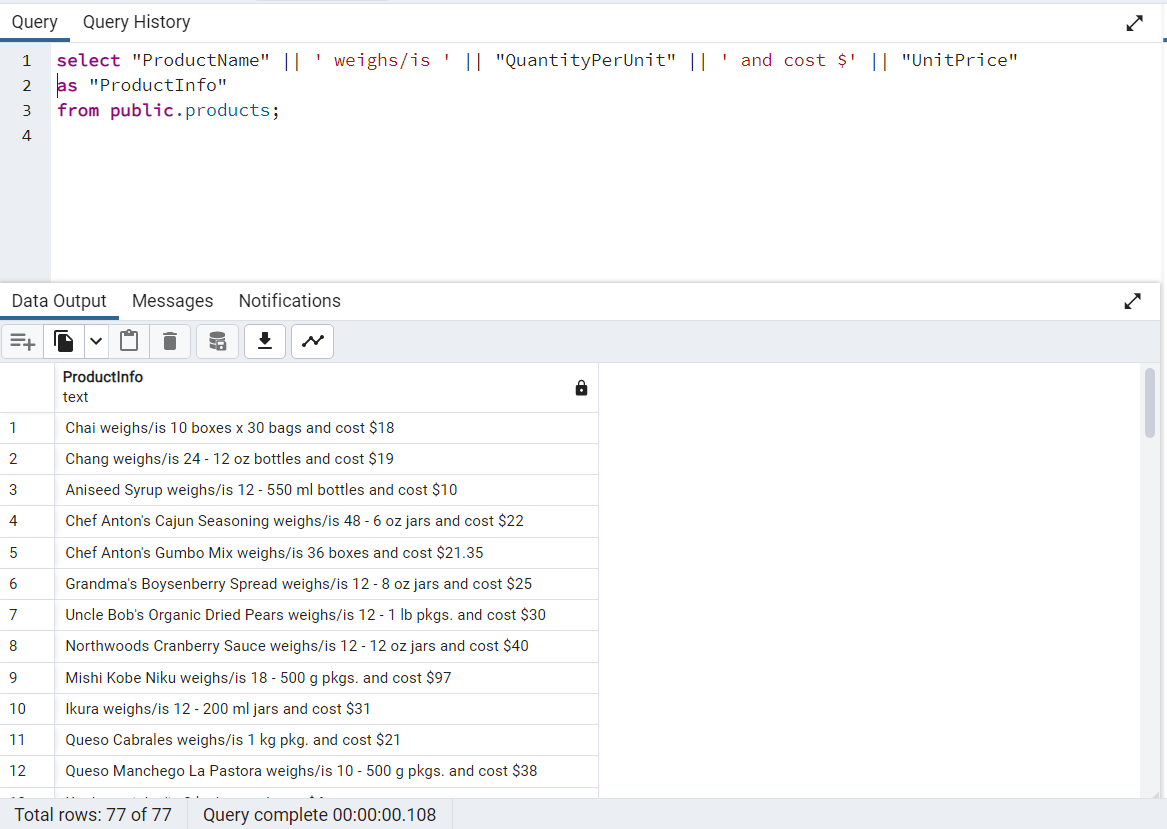 Query Query History
1 select "ProductName" || ' weighs/is ' || "QuantityPerUnit" || ' and cost $' || "UnitPrice"
2 as "ProductInfo"
3 from public.products;
4
Data Output Messages Notifications
ProductInfo
text
1 Chai weighs/is 10 boxes x 30 bags and cost $18
2 Chang weighs/is 24 - 12 oz bottles and cost $19
3 Aniseed Syrup weighs/is 12 - 550 ml bottles and cost $10
4 Chef Anton's Cajun Seasoning weighs/is 48 - 6 oz jars and cost $22
5 Chef Anton's Gumbo Mix weighs/is 36 boxes and cost $21.35
6 Grandma's Boysenberry Spread weighs/is 12 - 8 oz jars and cost $25
7 Uncle Bob's Organic Dried Pears weighs/is 12 - 1 lb pkgs. and cost $30
8 Northwoods Cranberry Sauce weighs/is 12 - 12 oz jars and cost $40
9 Mishi Kobe Niku weighs/is 18 - 500 g pkgs. and cost $97
10 Ikura weighs/is 12 - 200 ml jars and cost $31
11 Queso Cabrales weighs/is 1 kg pkg. and cost $21
12 Queso Manchego La Pastora weighs/is 10 - 500 g pkgs. and cost $38
Total rows: 77 of 77 Query complete 00:00:00.108